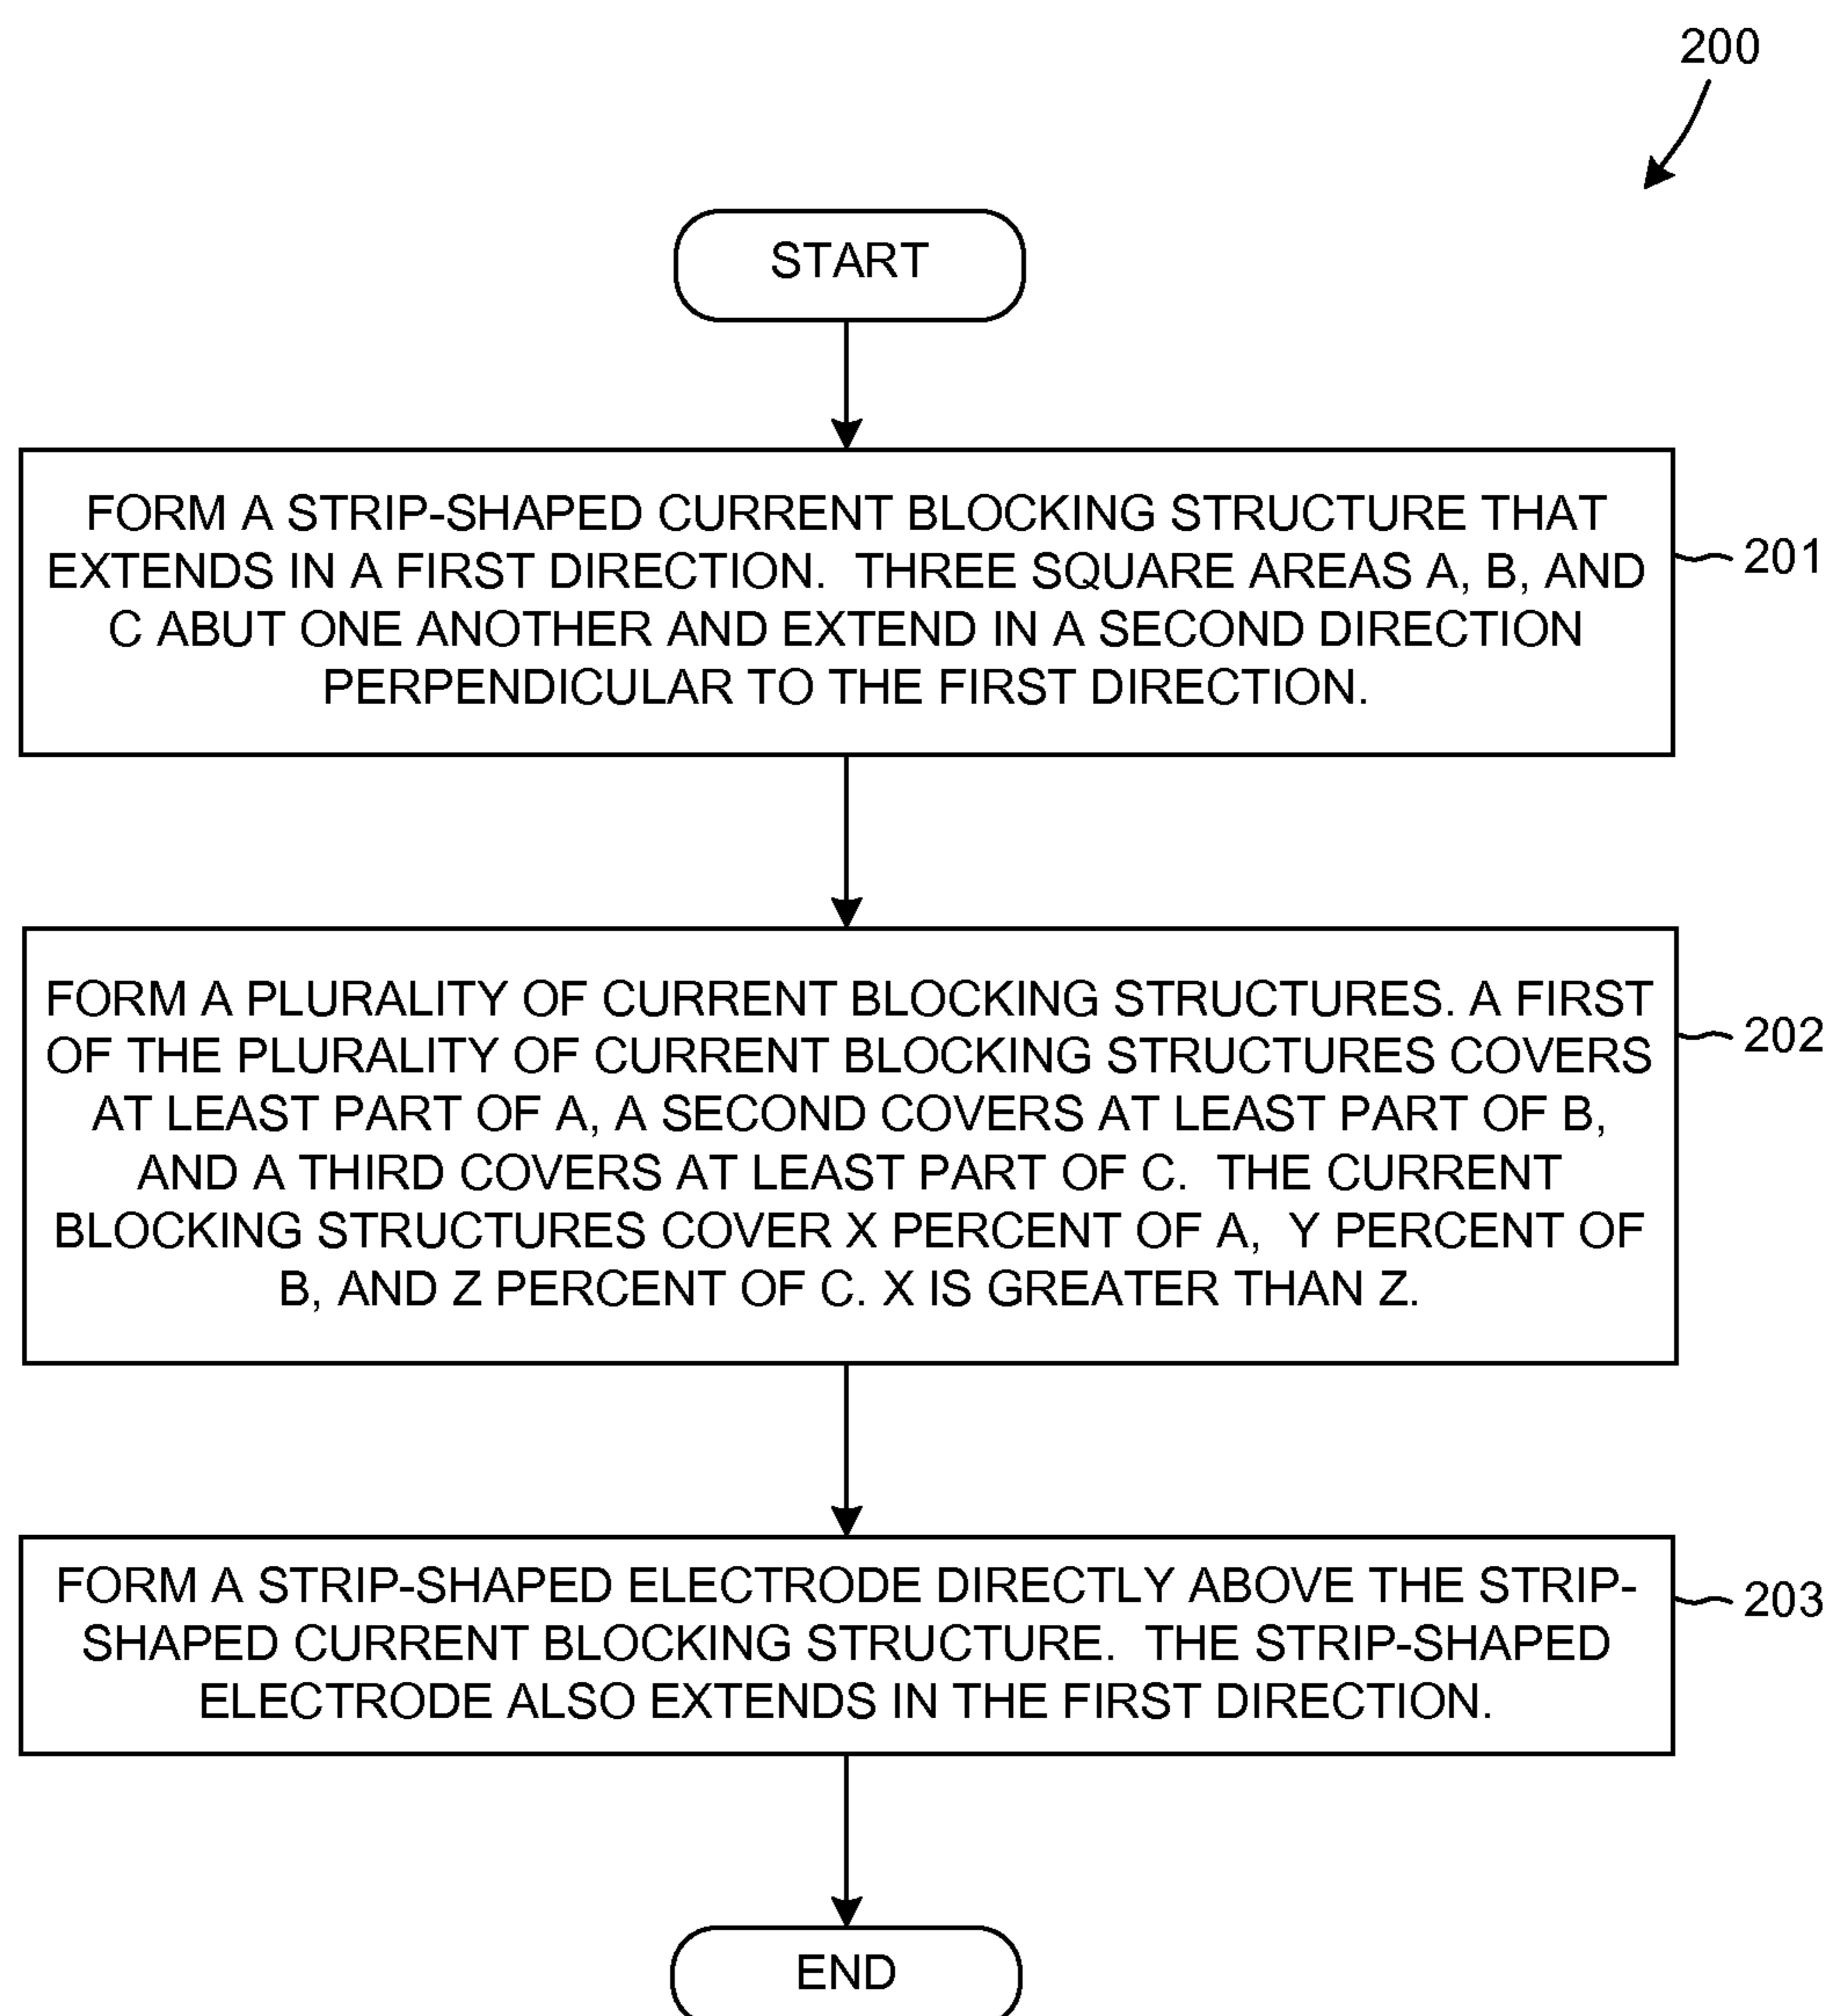 200
START
FORM A STRIP-SHAPED CURRENT BLOCKING STRUCTURE THAT
EXTENDS IN A FIRST DIRECTION. THREE SQUARE AREAS A, B, AND
C ABUT ONE ANOTHER AND EXTEND IN A SECOND DIRECTION
PERPENDICULAR TO THE FIRST DIRECTION.
201
FORM A PLURALITY OF CURRENT BLOCKING STRUCTURES. A FIRST
OF THE PLURALITY OF CURRENT BLOCKING STRUCTURES COVERS
AT LEAST PART OF A, A SECOND COVERS AT LEAST PART OF B,
AND A THIRD COVERS AT LEAST PART OF C. THE CURRENT
BLOCKING STRUCTURES COVER X PERCENT OF A, Y PERCENT OF
B, AND Z PERCENT OF C. X IS GREATER THAN Z.
202
FORM A STRIP-SHAPED ELECTRODE DIRECTLY ABOVE THE STRIP-
SHAPED CURRENT BLOCKING STRUCTURE. THE STRIP-SHAPED
ELECTRODE ALSO EXTENDS IN THE FIRST DIRECTION.
203
END